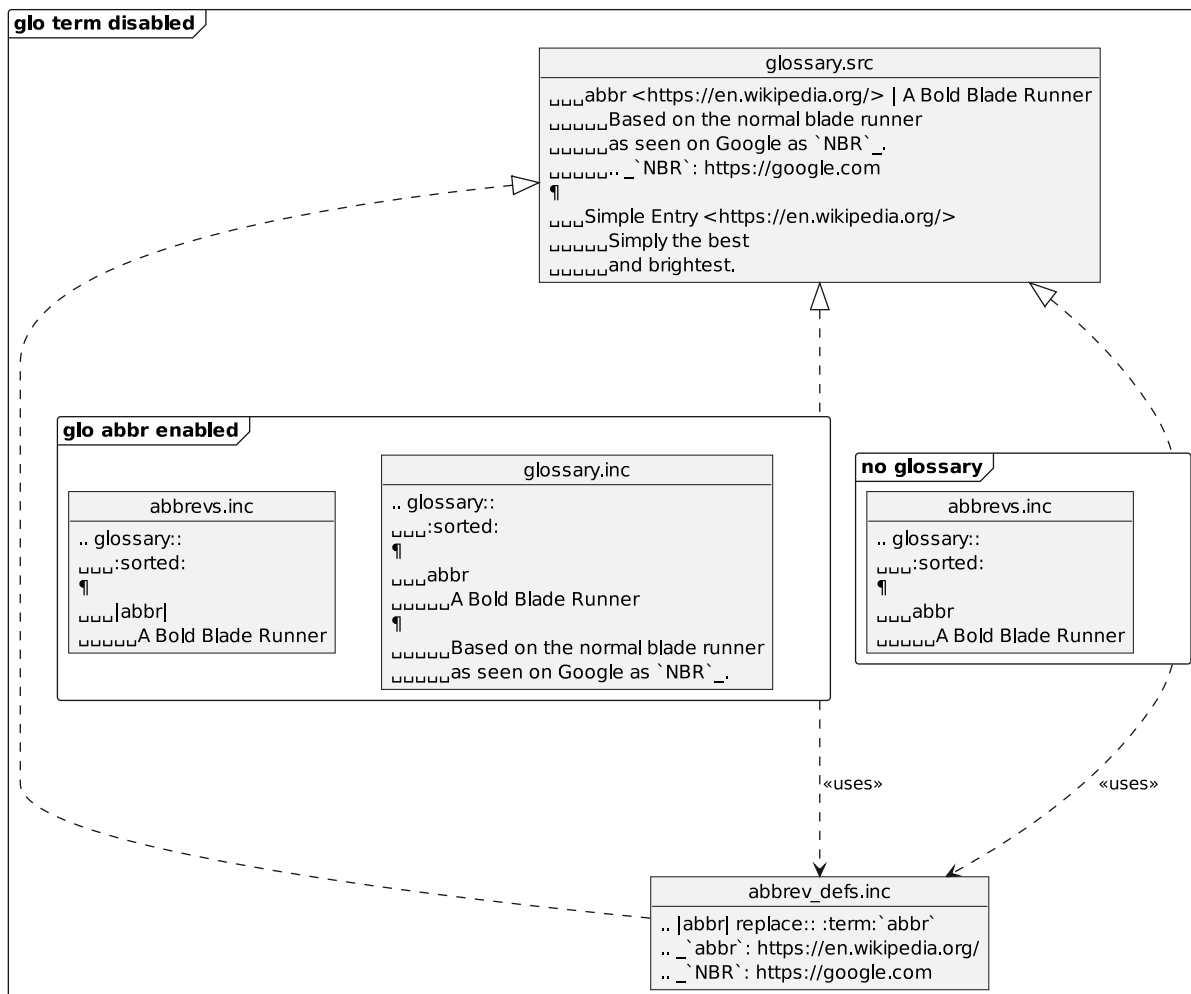 glo term disabled
glossary.src
␣␣␣abbr <https://en.wikipedia.org/> | A Bold Blade Runner
␣␣␣␣␣Based on the normal blade runner
␣␣␣␣␣as seen on Google as `NBR`_.
␣␣␣␣␣.. _`NBR`: https://google.com
¶
␣␣␣Simple Entry <https://en.wikipedia.org/>
␣␣␣␣␣Simply the best
␣␣␣␣␣and brightest.
glo abbr enabled
abbrevs.inc
.. glossary::
␣␣␣:sorted:
¶
␣␣␣|abbr|
␣␣␣␣␣A Bold Blade Runner
glossary.inc
.. glossary::
␣␣␣:sorted:
¶
␣␣␣abbr
␣␣␣␣␣A Bold Blade Runner
¶
␣␣␣␣␣Based on the normal blade runner
␣␣␣␣␣as seen on Google as `NBR`_.
no glossary
abbrevs.inc
.. glossary::
␣␣␣:sorted:
¶
␣␣␣abbr
␣␣␣␣␣A Bold Blade Runner
«uses»
«uses»
abbrev_defs.inc
.. |abbr| replace:: :term:`abbr`
.. _`abbr`: https://en.wikipedia.org/
.. _`NBR`: https://google.com